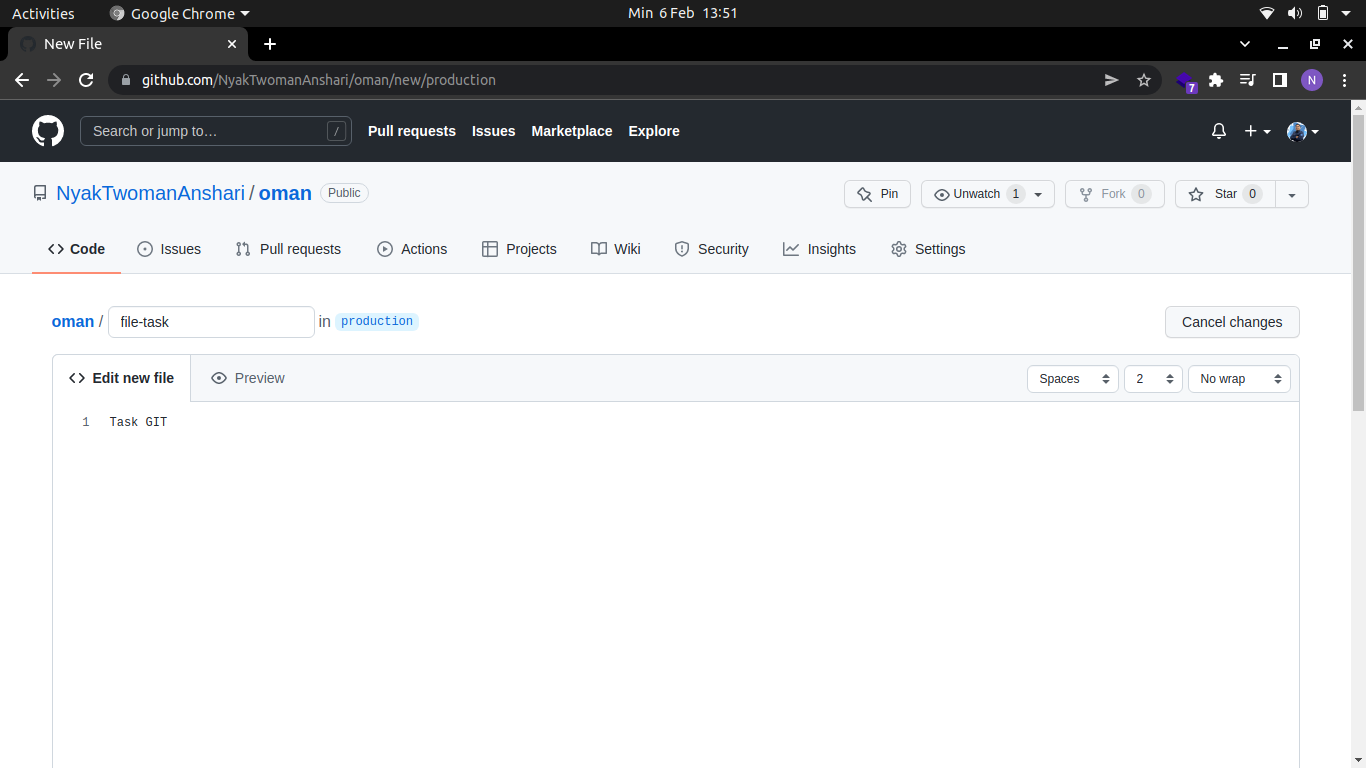 Activities Google Chrome Min 6 Feb 13:51
New File
github.com/NyakTwomanAnshari/oman/new/production 7 N
Search or jump to… / Pull requests Issues Marketplace Explore
NyakTwomanAnshari / oman Public Pin Unwatch 1 Fork 0 Star 0
Code Issues Pull requests Actions Projects Wiki Security Insights Settings
oman / file-task in production Cancel changes
Edit new file Preview Spaces 2 No wrap
1 Task GIT